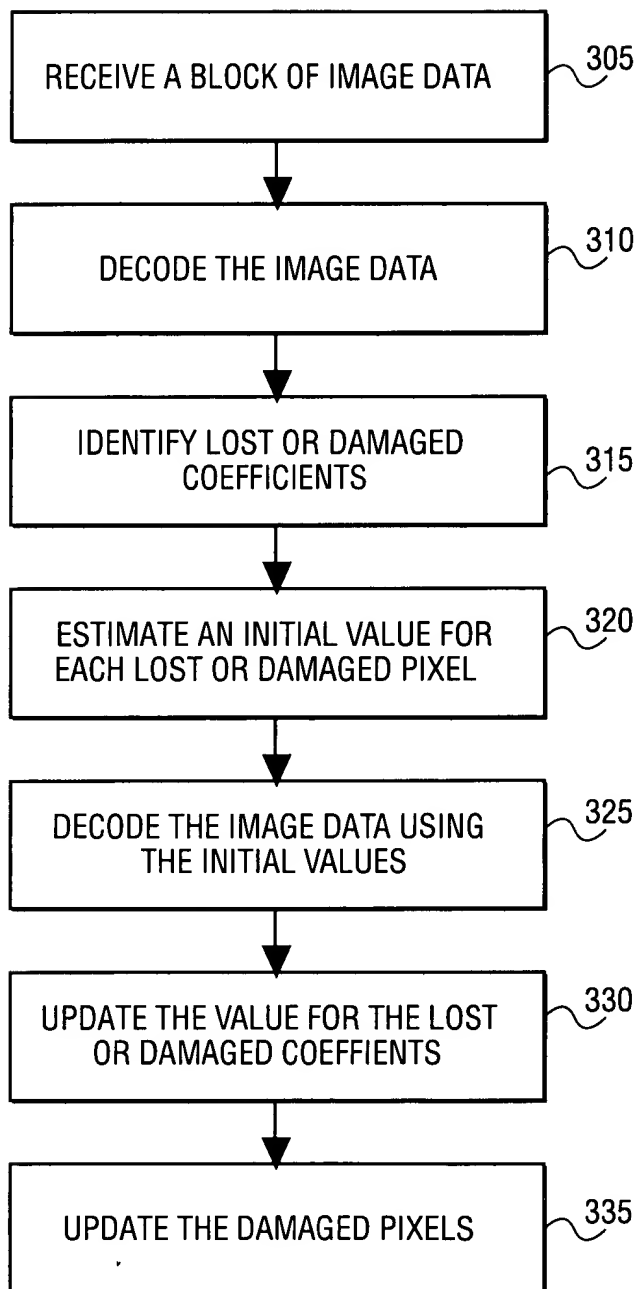 RECEIVE A BLOCK OF IMAGE DATA
305
DECODE THE IMAGE DATA
310
IDENTIFY LOST OR DAMAGED
COEFFICIENTS
315
ESTIMATE AN INITIAL VALUE FOR
EACH LOST OR DAMAGED PIXEL
320
DECODE THE IMAGE DATA USING
THE INITIAL VALUES
325
UPDATE THE VALUE FOR THE LOST
OR DAMAGED COEFFIENTS
330
UPDATE THE DAMAGED PIXELS
335